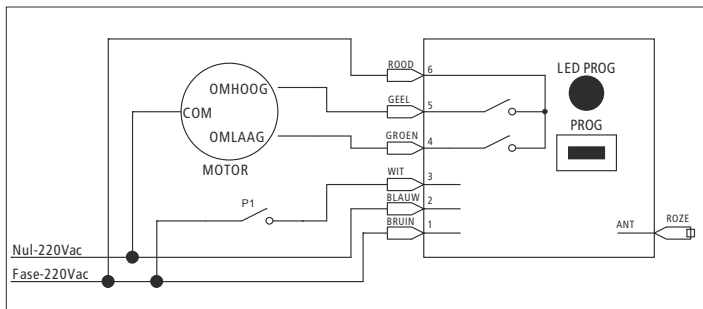 ROOD
6
LED PROG
OMHOOG
GEEL
5
COM
PROG
OMLAAG
GROEN
4
MOTOR
WIT
3
P1
BLAUW
2
BRUIN
1
ANT
ROZE
Nul-220Vac
Fase-220Vac